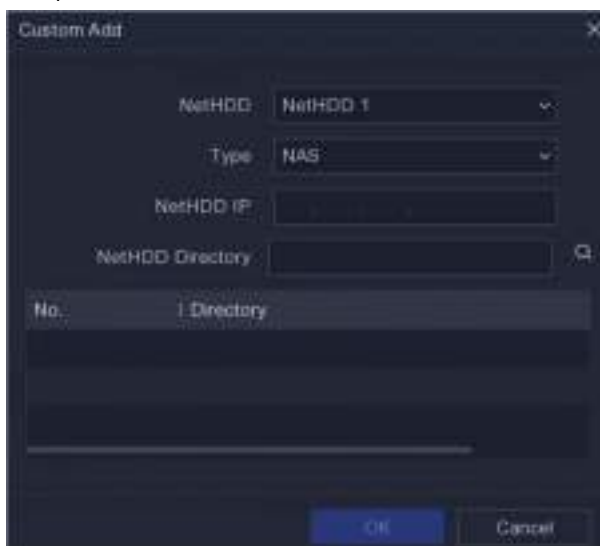 Custom Add
NetHDD NetHDD 1
Type NAS
NetHDD IP
NetHDD Directory
No. Directory
OK Cancel